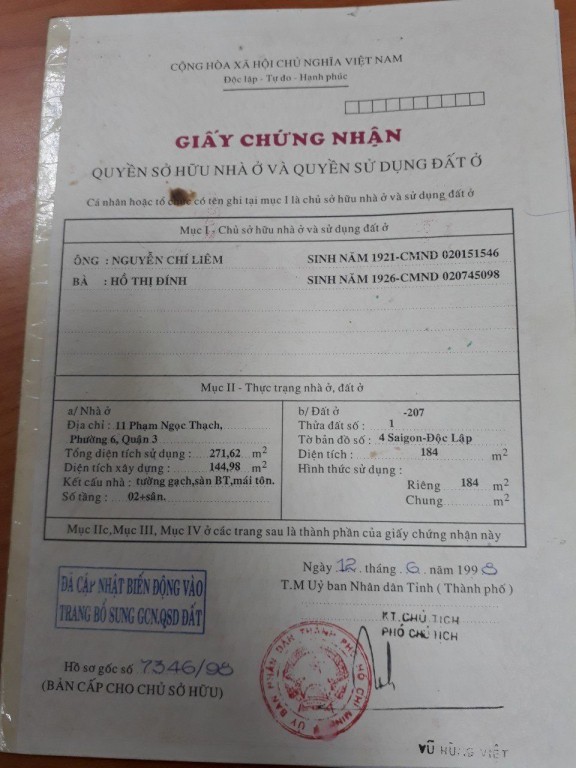 CỘNG HÒA XÃ HỘI CHỦ NGHĨA VIỆT NAM
Độc lập - Tự do - Hạnh phúc
GIẤY CHỨNG NHẬN
QUYỀN SỞ HỮU NHÀ Ở VÀ QUYỀN SỬ DỤNG ĐẤT Ở
Cá nhân hoặc tổ chức có tên ghi tại mục I là chủ sở hữu nhà ở và sử dụng đất ở
Mục I - Chủ sở hữu nhà ở và sử dụng đất ở
ÔNG : NGUYỄN CHÍ LIÊM SINH NĂM 1921-CMND 020151546
BÀ : HỒ THỊ ĐÍNH SINH NĂM 1926-CMND 020745098
Mục II - Thực trạng nhà ở, đất ở
a/ Nhà ở
Địa chỉ : 11 Phạm Ngọc Thạch,
Phường 6, Quận 3
Tổng diện tích sử dụng : 271,62 m2
Diện tích xây dựng : 144,98 m2
Kết cấu nhà : tường gạch,sàn BT,mái tôn.
Số tầng : 02+sân.
b/ Đất ở -207
Thửa đất số : 1
Tờ bản đồ số : 4 Saigon-Độc Lập
Diện tích : 184 m2
Hình thức sử dụng :
Riêng 184 m2
Chung m2
Mục IIc,Mục III, Mục IV ở các trang sau là thành phần của giấy chứng nhận này
Ngày 12 tháng 6 năm 1998
T.M Uỷ ban Nhân dân Tỉnh ( Thành phố )
KT.CHỦ TỊCH
PHÓ CHỦ TỊCH
ĐÃ CẬP NHẬT BIẾN ĐỘNG VÀO
TRANG BỔ SUNG GCN.QSD ĐẤT
Hồ sơ gốc số 7346/98
(BẢN CẤP CHO CHỦ SỞ HỮU)
ỦY BAN NHÂN DÂN THÀNH PHỐ HỒ CHÍ MINH
VŨ HÙNG VIỆT